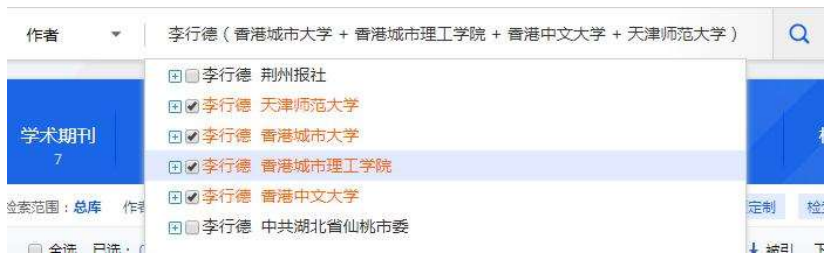 作者 李行德（香港城市大学 + 香港城市理工学院 + 香港中文大学 + 天津师范大学）
李行德 荆州报社
李行德 天津师范大学
学术期刊
李行德 香港城市大学
7
李行德 香港城市理工学院
李行德 香港中文大学
检索范围：总库 作者 定制
李行德 中共湖北省仙桃市委
全选 已选： 被引 下